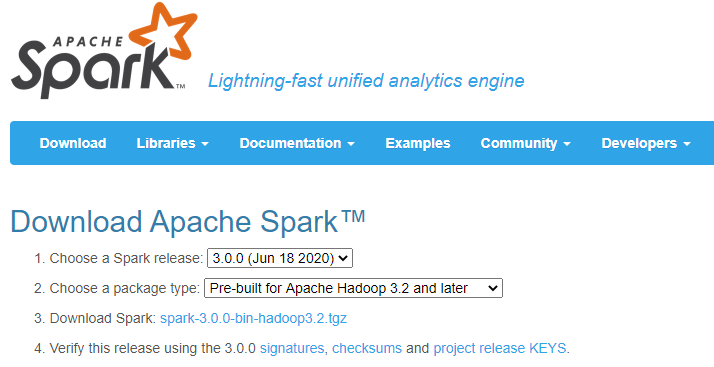 APACHE
Spark™
Lightning-fast unified analytics engine
Download Libraries Documentation Examples Community Developers
Download Apache Spark™
1. Choose a Spark release: 3.0.0 (Jun 18 2020)
2. Choose a package type: Pre-built for Apache Hadoop 3.2 and later
3. Download Spark: spark-3.0.0-bin-hadoop3.2.tgz
4. Verify this release using the 3.0.0 signatures, checksums and project release KEYS.